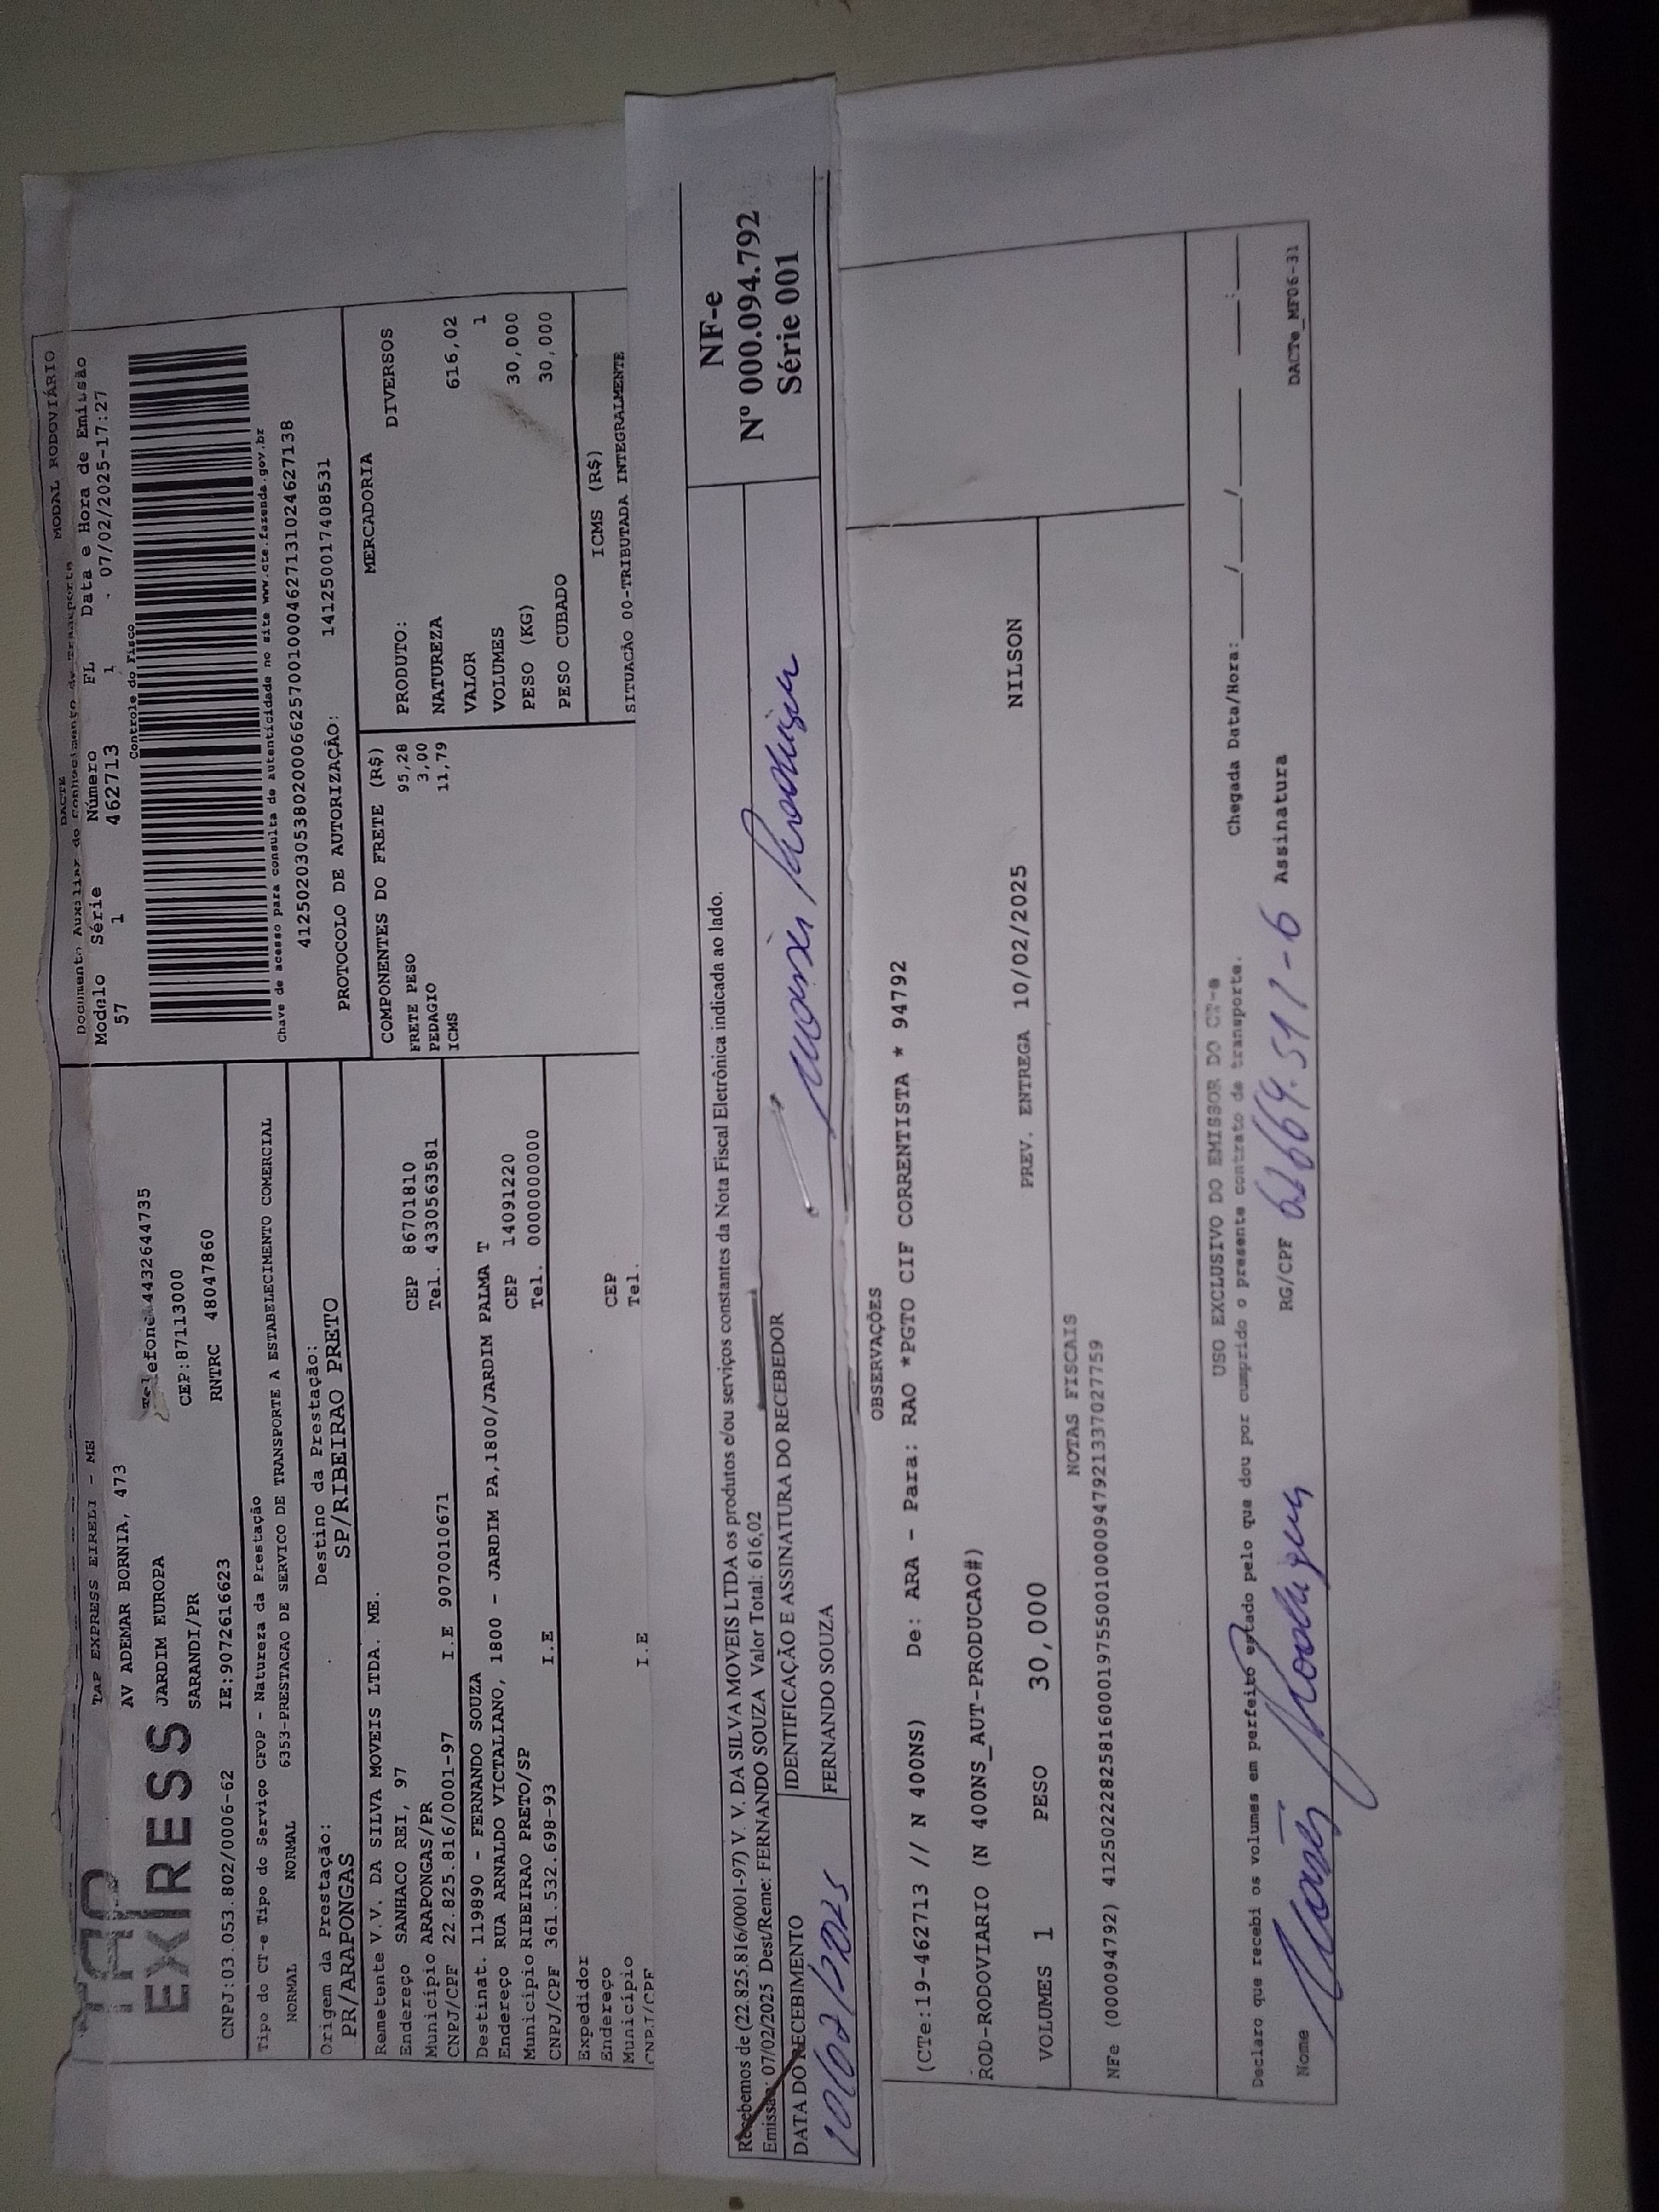 DACTE
TAP EXPRESS EIRELI - ME
Documento Auxiliar do Conhecimento de Transporte MODAL RODOVIÁRIO
TAP
EXPRESS
AV ADEMAR BORNIA, 473 Telefone:4432644735
JARDIM EUROPA CEP:87113000
SARANDI/PR RNTRC 48047860
CNPJ:03.053.802/0006-62 IE:9072616623
Modelo Série Número FL Data e Hora de Emissão
57 1 462713 1 07/02/2025-17:27
Controle do Fisco
Chave de acesso para consulta de autenticidade no site www.cte.fazenda.gov.br
41250203053802000662570010004627131024627138
PROTOCOLO DE AUTORIZAÇÃO: 141250017408531
Tipo do CT-e Tipo do Serviço CFOP - Natureza da Prestação
NORMAL NORMAL 6353-PRESTACAO DE SERVICO DE TRANSPORTE A ESTABELECIMENTO COMERCIAL
Origem da Prestação: Destino da Prestação:
PR/ARAPONGAS SP/RIBEIRAO PRETO
Remetente V.V. DA SILVA MOVEIS LTDA. ME.
Endereço SANHACO REI, 97 CEP 86701810
Município ARAPONGAS/PR Tel. 4330563581
CNPJ/CPF 22.825.816/0001-97 I.E 9070010671
Destinat. 119890 - FERNANDO SOUZA
Endereço RUA ARNALDO VICTALIANO, 1800 - JARDIM PALMA T
JARDIM PA,1800/
Município RIBEIRAO PRETO/SP CEP 14091220
CNPJ/CPF 361.532.698-93 I.E Tel. 0000000000
Expedidor
Endereço CEP
Município Tel.
CNPJ/CPF I.E
COMPONENTES DO FRETE (R$)
FRETE PESO 95,28
PEDAGIO 3,00
ICMS 11,79
MERCADORIA
PRODUTO: DIVERSOS
NATUREZA
VALOR 616,02
VOLUMES 1
PESO (KG) 30,000
PESO CUBADO 30,000
ICMS (R$)
SITUACÃO 00-TRIBUTADA INTEGRALMENTE
Recebemos de (22.825.816/0001-97) V. V. DA SILVA MOVEIS LTDA os produtos e/ou serviços constantes da Nota Fiscal Eletrônica indicada ao lado.
Emissão: 07/02/2025 Dest/Reme: FERNANDO SOUZA Valor Total: 616,02
DATA DO RECEBIMENTO IDENTIFICAÇÃO E ASSINATURA DO RECEBEDOR
10/02/2025 FERNANDO SOUZA
NF-e
Nº 000.094.792
Série 001
OBSERVAÇÕES
(CTe:19-462713 // N 400NS) De: ARA - Para: RAO *PGTO CIF CORRENTISTA * 94792
ROD-RODOVIARIO (N 400NS_AUT-PRODUCAO#)
VOLUMES 1 PESO 30,000 PREV. ENTREGA 10/02/2025 NILSON
NOTAS FISCAIS
NFe (000094792) 41250222825816000197550010000947921337027759
USO EXCLUSIVO DO EMISSOR DO CT-e
Declaro que recebi os volumes em perfeito estado pelo que dou por cumprido o presente contrato de transporte. Chegada Data/Hora:____/____/____ ____:____
Nome Moisés Rodrigues RG/CPF Assinatura
DACTe_MF06-31